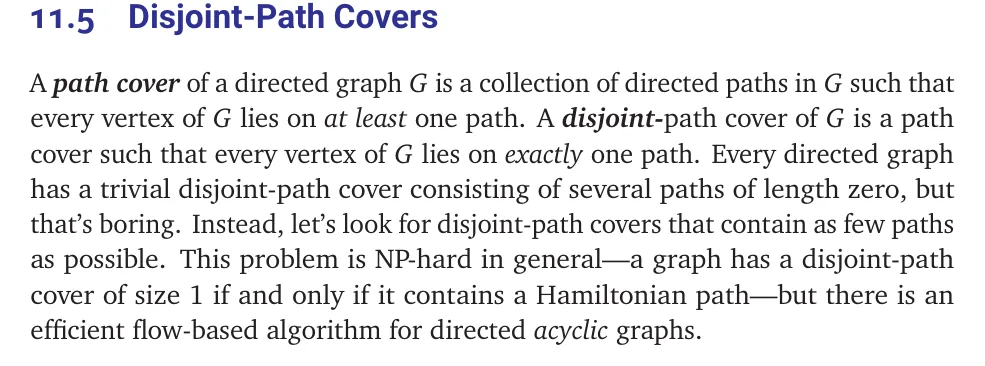 11.5 Disjoint-Path Covers
A path cover of a directed graph G is a collection of directed paths in G such that
every vertex of G lies on at least one path. A disjoint-path cover of G is a path
cover such that every vertex of G lies on exactly one path. Every directed graph
has a trivial disjoint-path cover consisting of several paths of length zero, but
that’s boring. Instead, let’s look for disjoint-path covers that contain as few paths
as possible. This problem is NP-hard in general—a graph has a disjoint-path
cover of size 1 if and only if it contains a Hamiltonian path—but there is an
efficient flow-based algorithm for directed acyclic graphs.